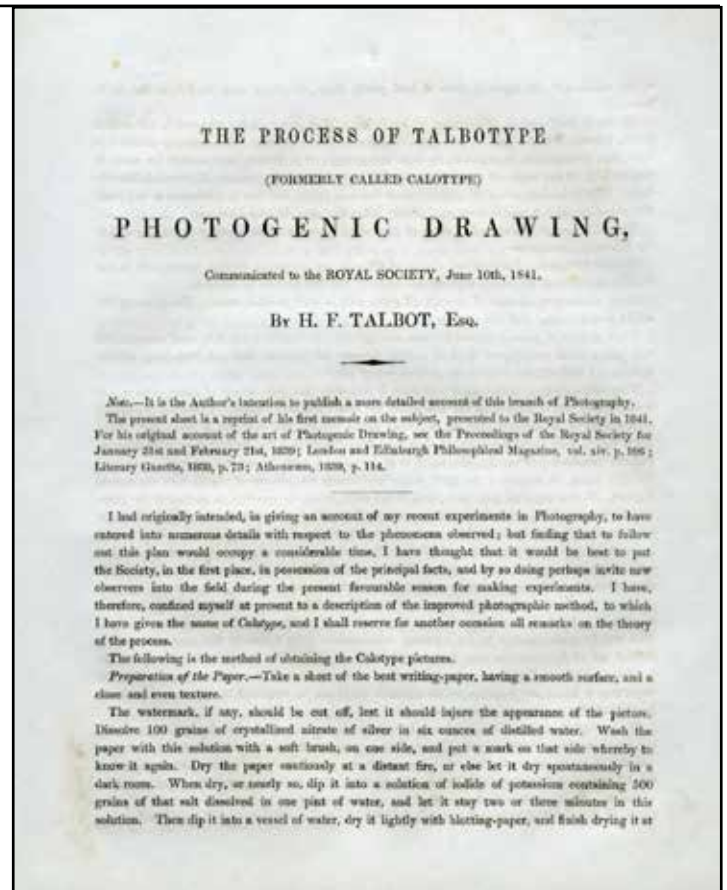 THE PROCESS OF TALBOTYPE
(FORMERLY CALLED CALOTYPE)
PHOTOGENIC DRAWING,
Communicated to the ROYAL SOCIETY, June 10th, 1841.
BY H. F. TALBOT, ESQ.
Note.—It is the Author's intention to publish a more detailed account of this branch of Photography.
The present sheet is a reprint of his first memoir on the subject, presented to the Royal Society in 1841.
For his original account of the art of Photogenic Drawing, see the Proceedings of the Royal Society for
January 31st and February 21st, 1839; London and Edinburgh Philosophical Magazine, vol. xiv. p. 196;
Literary Gazette, 1839, p. 73; Athenæum, 1839, p. 114.
I had originally intended, in giving an account of my recent experiments in Photography, to have
entered into numerous details with respect to the phenomena observed; but finding that to follow
out this plan would occupy a considerable time, I have thought that it would be best to put
the Society, in the first place, in possession of the principal facts, and by so doing perhaps invite new
observers into the field during the present favourable season for making experiments. I have,
therefore, confined myself at present to a description of the improved photographic method, to which
I have given the name of Calotype, and I shall reserve for another occasion all remarks on the theory
of the process.
The following is the method of obtaining the Calotype pictures.
Preparation of the Paper.—Take a sheet of the best writing-paper, having a smooth surface, and a
close and even texture.
The watermark, if any, should be cut off, lest it should injure the appearance of the picture.
Dissolve 100 grains of crystallized nitrate of silver in six ounces of distilled water. Wash the
paper with this solution with a soft brush, on one side, and put a mark on that side whereby to
know it again. Dry the paper cautiously at a distant fire, or else let it dry spontaneously in a
dark room. When dry, or nearly so, dip it into a solution of iodide of potassium containing 500
grains of that salt dissolved in one pint of water, and let it stay two or three minutes in this
solution. Then dip it into a vessel of water, dry it lightly with blotting-paper, and finish drying it at